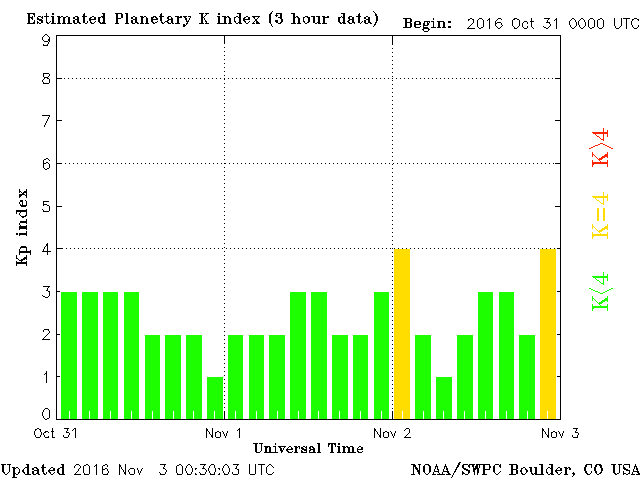 Estimated Planetary K index (3 hour data) Begin: 2016 Oct 31 0000 UTC
9
8
7
6
5
4
3
2
1
0
Kp index
K>4
K=4
K<4
Oct 31 Nov 1 Nov 2 Nov 3
Universal Time
Updated 2016 Nov 3 00:30:03 UTC NOAA/SWPC Boulder, CO USA